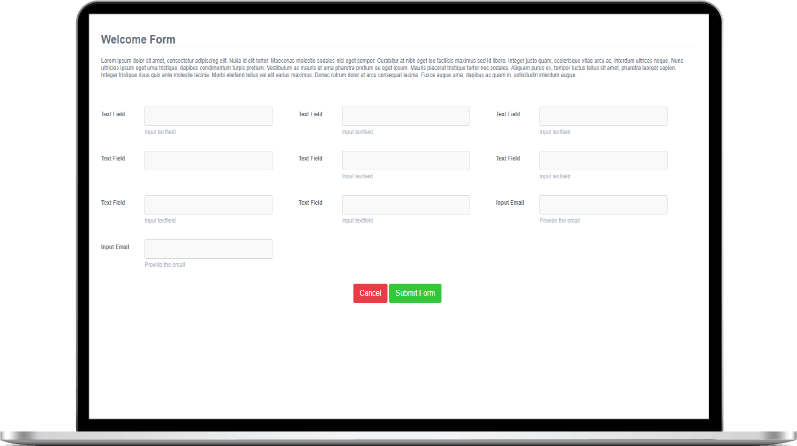 Welcome Form
Lorem ipsum dolor sit amet, consectetur adipiscing elit. Nulla id elit tortor. Maecenas molestie sodales nisi eget semper. Curabitur at nibh eget leo facilisis maximus sed id libero. Integer justo quam, scelerisque vitae arcu ac, interdum ultrices neque. Nunc
ultricies ipsum eget urna tristique, dapibus condimentum turpis pretium. Vestibulum ac mauris et urna pharetra pretium eu eget ipsum. Mauris placerat tristique tortor nec sodales. Aliquam purus ex, tempor luctus tellus sit amet, pharetra laoreet sapien.
Integer tristique risus quis ante molestie lacinia. Morbi eleifend tellus vel elit varius maximus. Donec rutrum dolor ut arcu consequat lacinia. Fusce augue urna, dapibus ac quam in, sollicitudin interdum augue.
Text Field Text Field Text Field
Input textfield Input textfield Input textfield
Text Field Text Field Text Field
Input textfield Input textfield
Text Field Text Field Input Email
Input textfield Input textfield Provide the email
Input Email
Provide the email
Cancel Submit Form